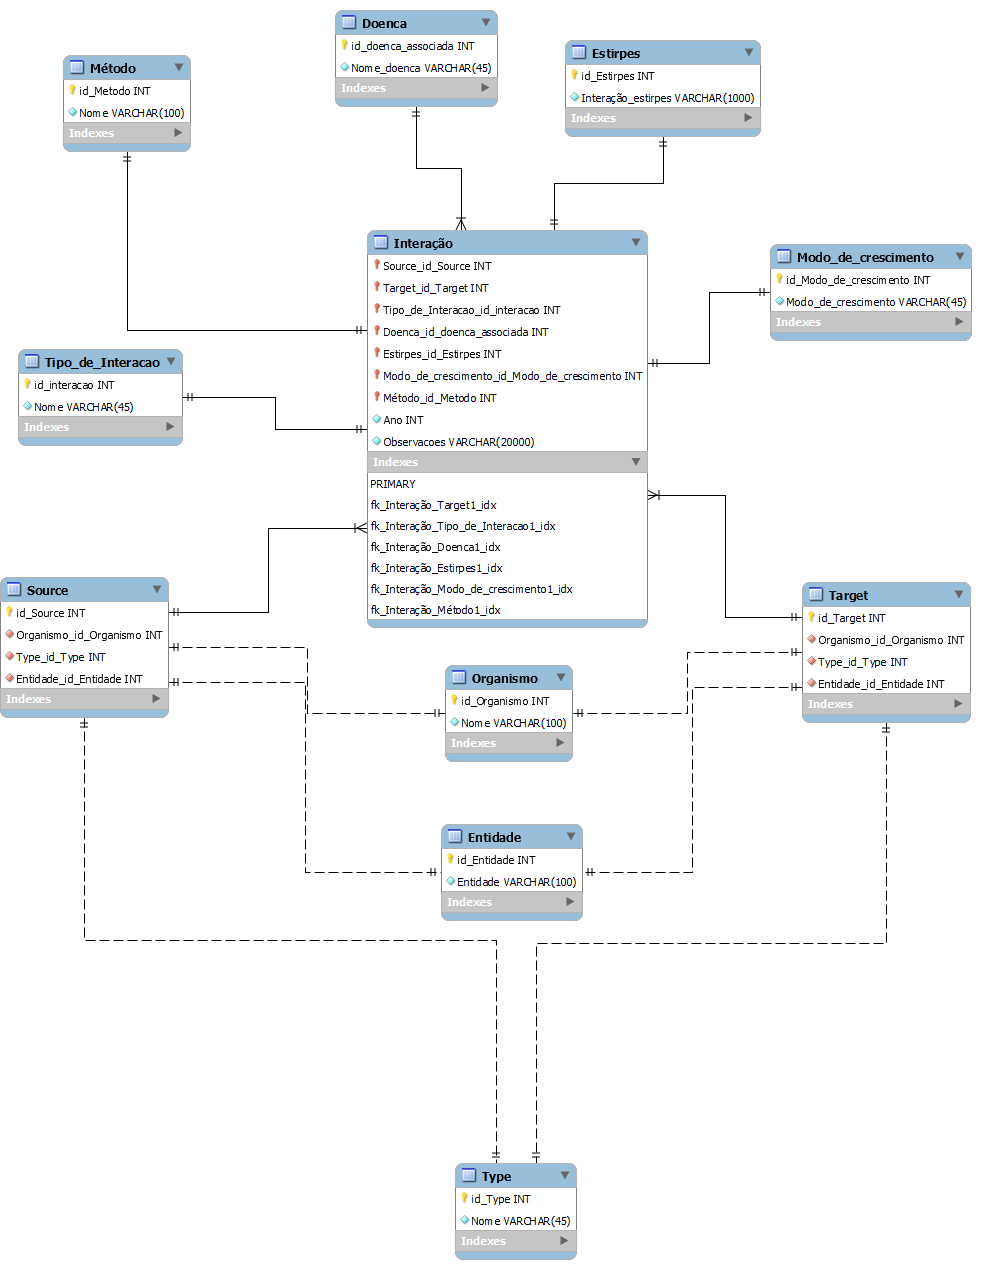 Doenca
id_doenca_associada INT
Nome_doenca VARCHAR(45)
Indexes
Estirpes
id_Estirpes INT
Interação_estirpes VARCHAR(1000)
Indexes
Método
id_Metodo INT
Nome VARCHAR(100)
Indexes
Interação
Source_id_Source INT
Target_id_Target INT
Tipo_de_Interacao_id_interacao INT
Doenca_id_doenca_associada INT
Estirpes_id_Estirpes INT
Modo_de_crescimento_id_Modo_de_crescimento INT
Método_id_Metodo INT
Ano INT
Observacoes VARCHAR(20000)
Indexes
PRIMARY
fk_Interação_Target1_idx
fk_Interação_Tipo_de_Interacao1_idx
fk_Interação_Doenca1_idx
fk_Interação_Estirpes1_idx
fk_Interação_Modo_de_crescimento1_idx
fk_Interação_Método1_idx
Modo_de_crescimento
id_Modo_de_crescimento INT
Modo_de_crescimento VARCHAR(45)
Indexes
Tipo_de_Interacao
id_interacao INT
Nome VARCHAR(45)
Indexes
Source
id_Source INT
Organismo_id_Organismo INT
Type_id_Type INT
Entidade_id_Entidade INT
Indexes
Target
id_Target INT
Organismo_id_Organismo INT
Type_id_Type INT
Entidade_id_Entidade INT
Indexes
Organismo
id_Organismo INT
Nome VARCHAR(100)
Indexes
Entidade
id_Entidade INT
Entidade VARCHAR(100)
Indexes
Type
id_Type INT
Nome VARCHAR(45)
Indexes